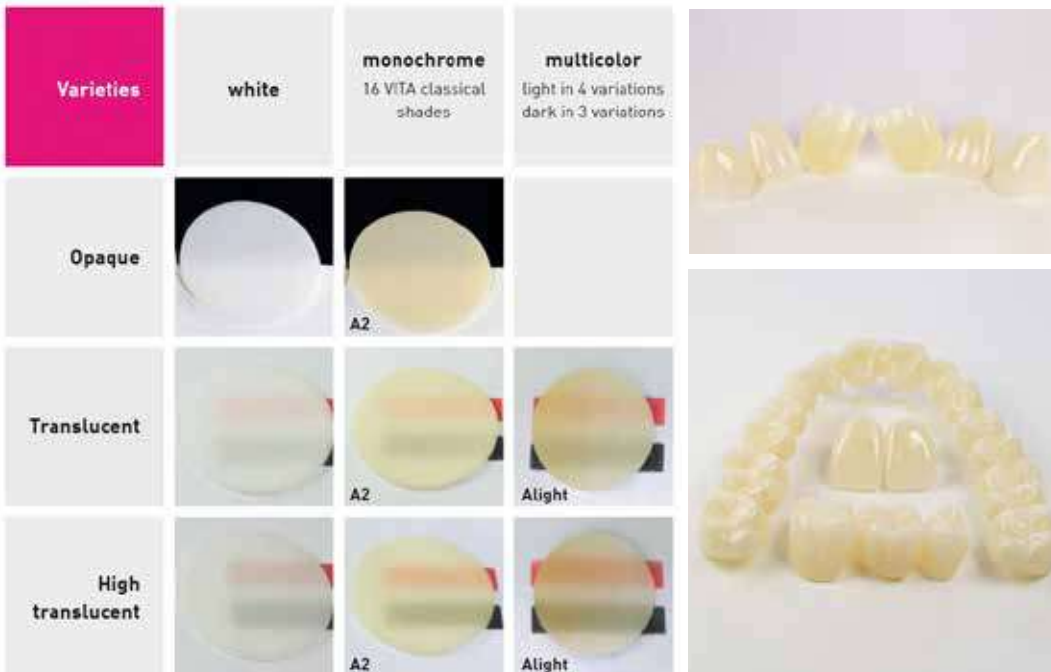 Varieties
white
monochrome
16 VITA classical
shades
multicolor
light in 4 variations
dark in 3 variations
Opaque
A2
Translucent
A2
Alight
High
translucent
A2
Alight